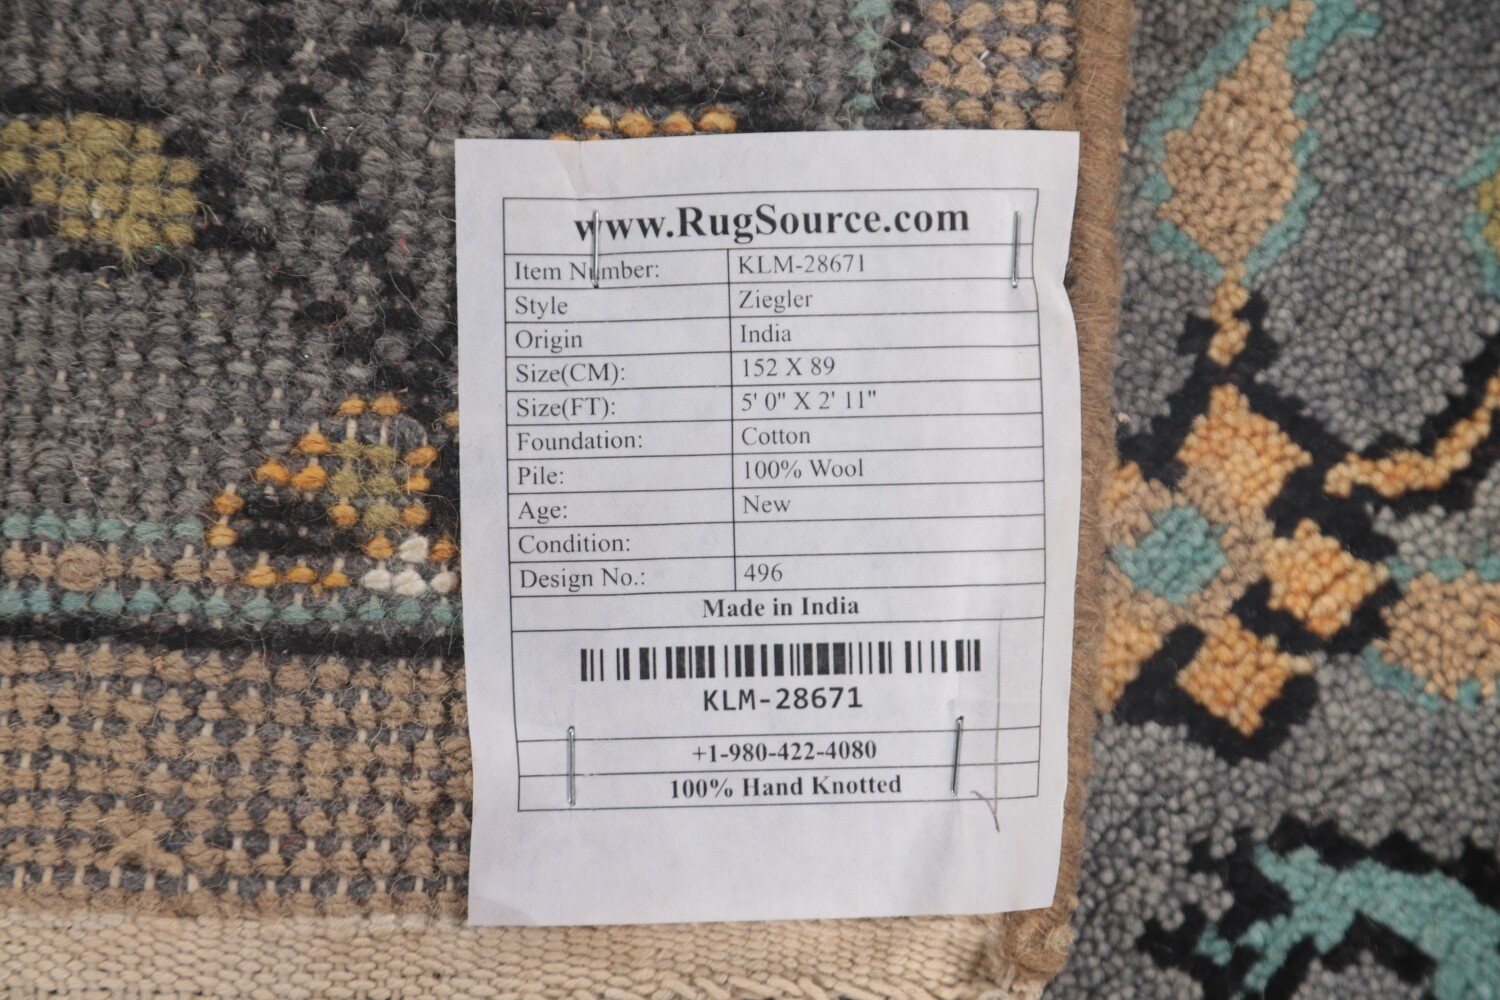 www.RugSource.com
Item Number: KLM-28671
Style Ziegler
Origin India
Size(CM): 152 X 89
Size(FT): 5' 0" X 2' 11"
Foundation: Cotton
Pile: 100% Wool
Age: New
Condition:
Design No.: 496
Made in India
KLM-28671
+1-980-422-4080
100% Hand Knotted